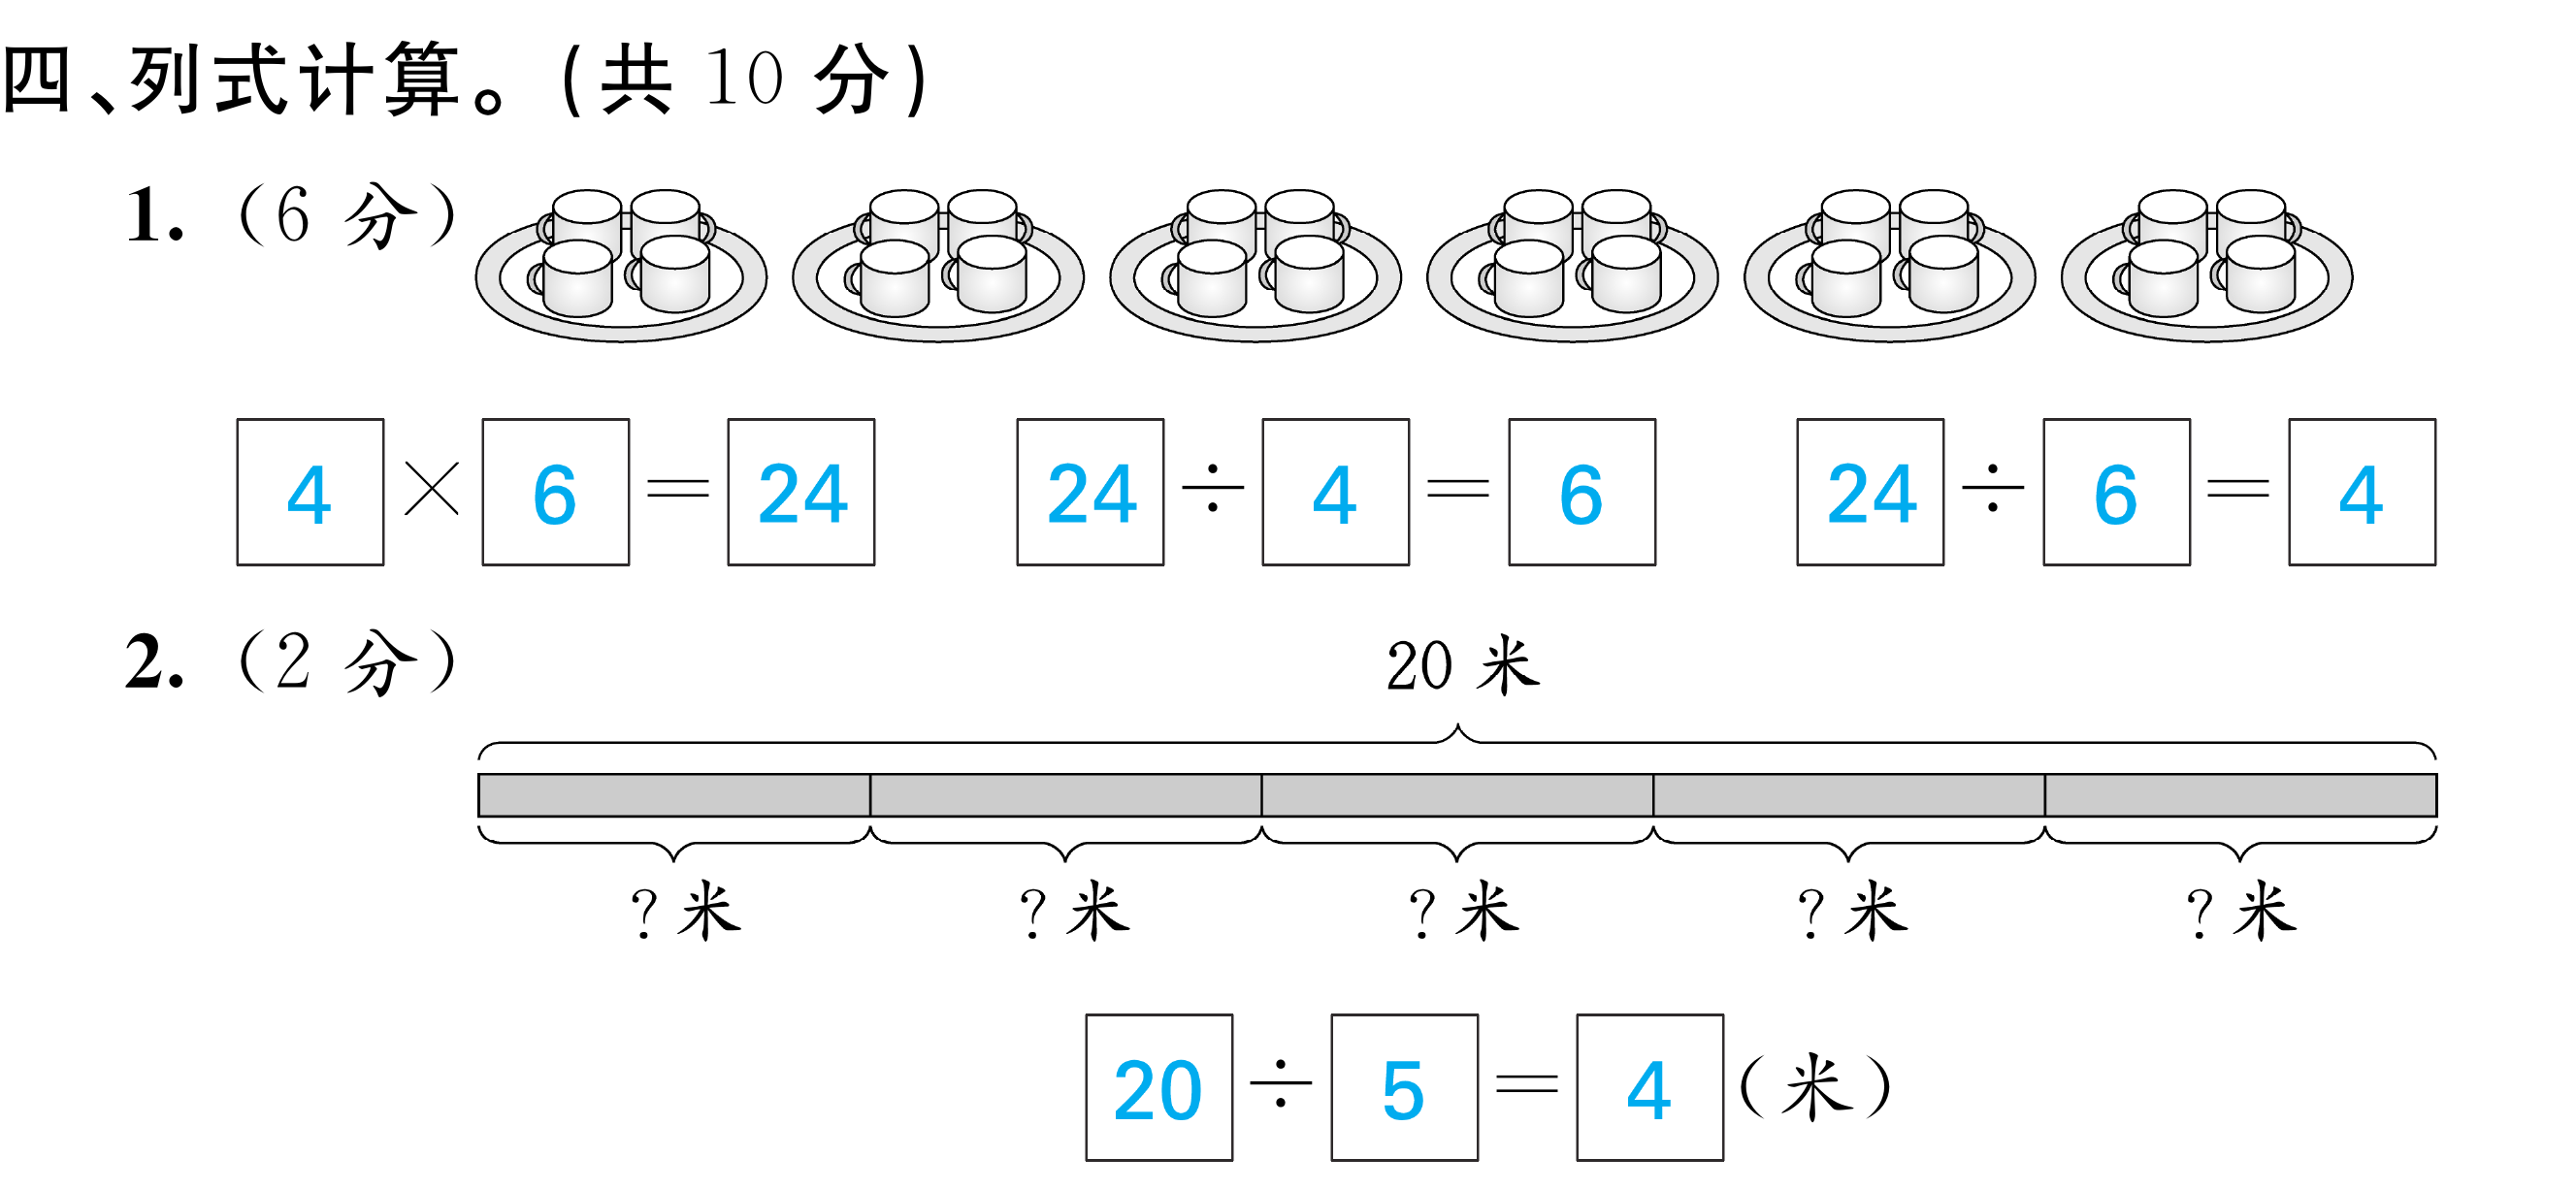 四、列式计算。(共 10 分)
1.（6 分）
4 × 6 = 24 24 ÷ 4 = 6 24 ÷ 6 = 4
2.（2 分） 20 米
? 米 ? 米 ? 米 ? 米 ? 米
20 ÷ 5 = 4 （米）